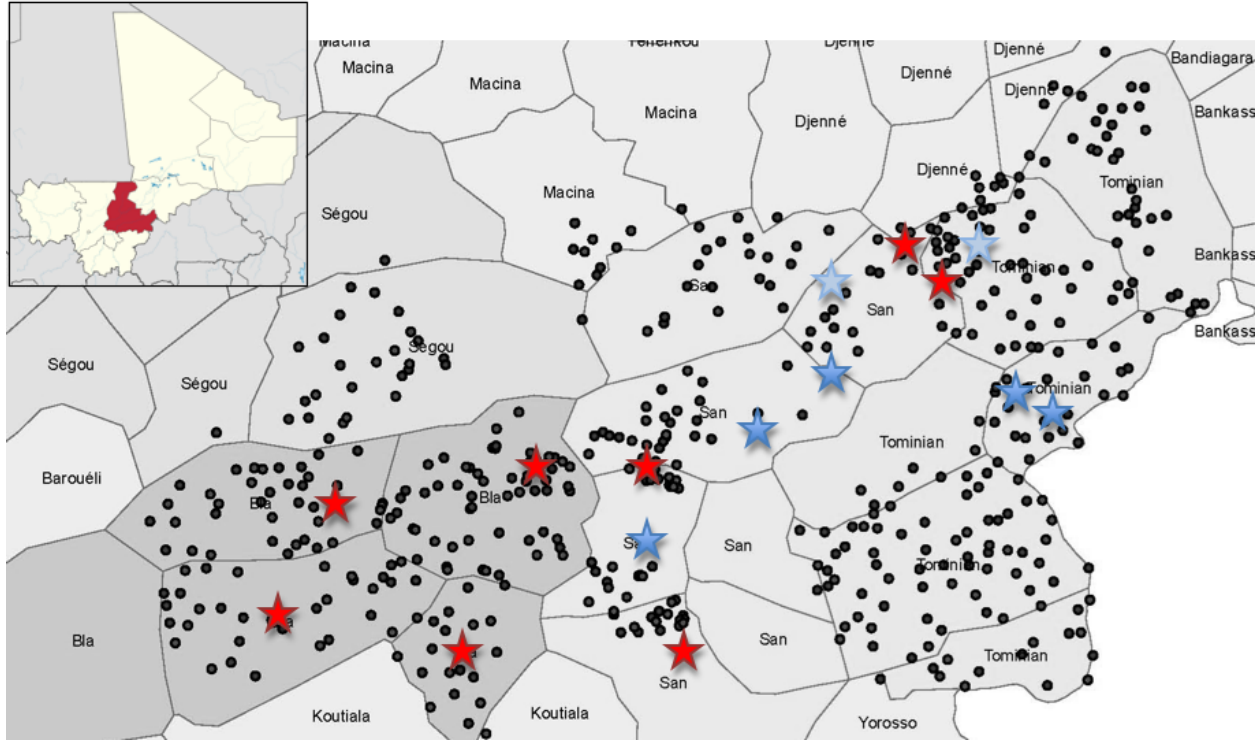 Macina
Tenenkou
Djenné
Djenné
Macina
Macina
Macina
Djenné
Djenné
Djenné
Bandiagara
Bankass
Djenné
Macina
Tominian
Ségou
Bankass
San
Tominian
San
Bankass
Ségou
Ségou
Ségou
Tominian
San
Tominian
Barouéli
Bla
Bla
San
San
Tominian
Bla
San
Tominian
San
Koutiala
Koutiala
Yorosso